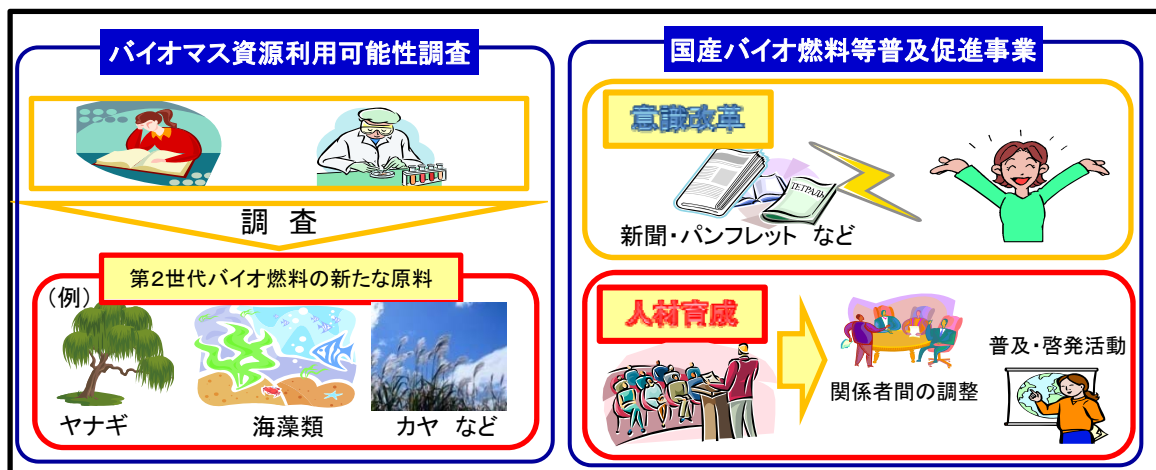 バイオマス資源利用可能性調査
調 査
第2世代バイオ燃料の新たな原料
(例)
ヤナギ
海藻類
カヤ など
国産バイオ燃料等普及促進事業
意識改革
ТЕТРАДЬ
新聞・パンフレット など
人材育成
関係者間の調整
普及・啓発活動